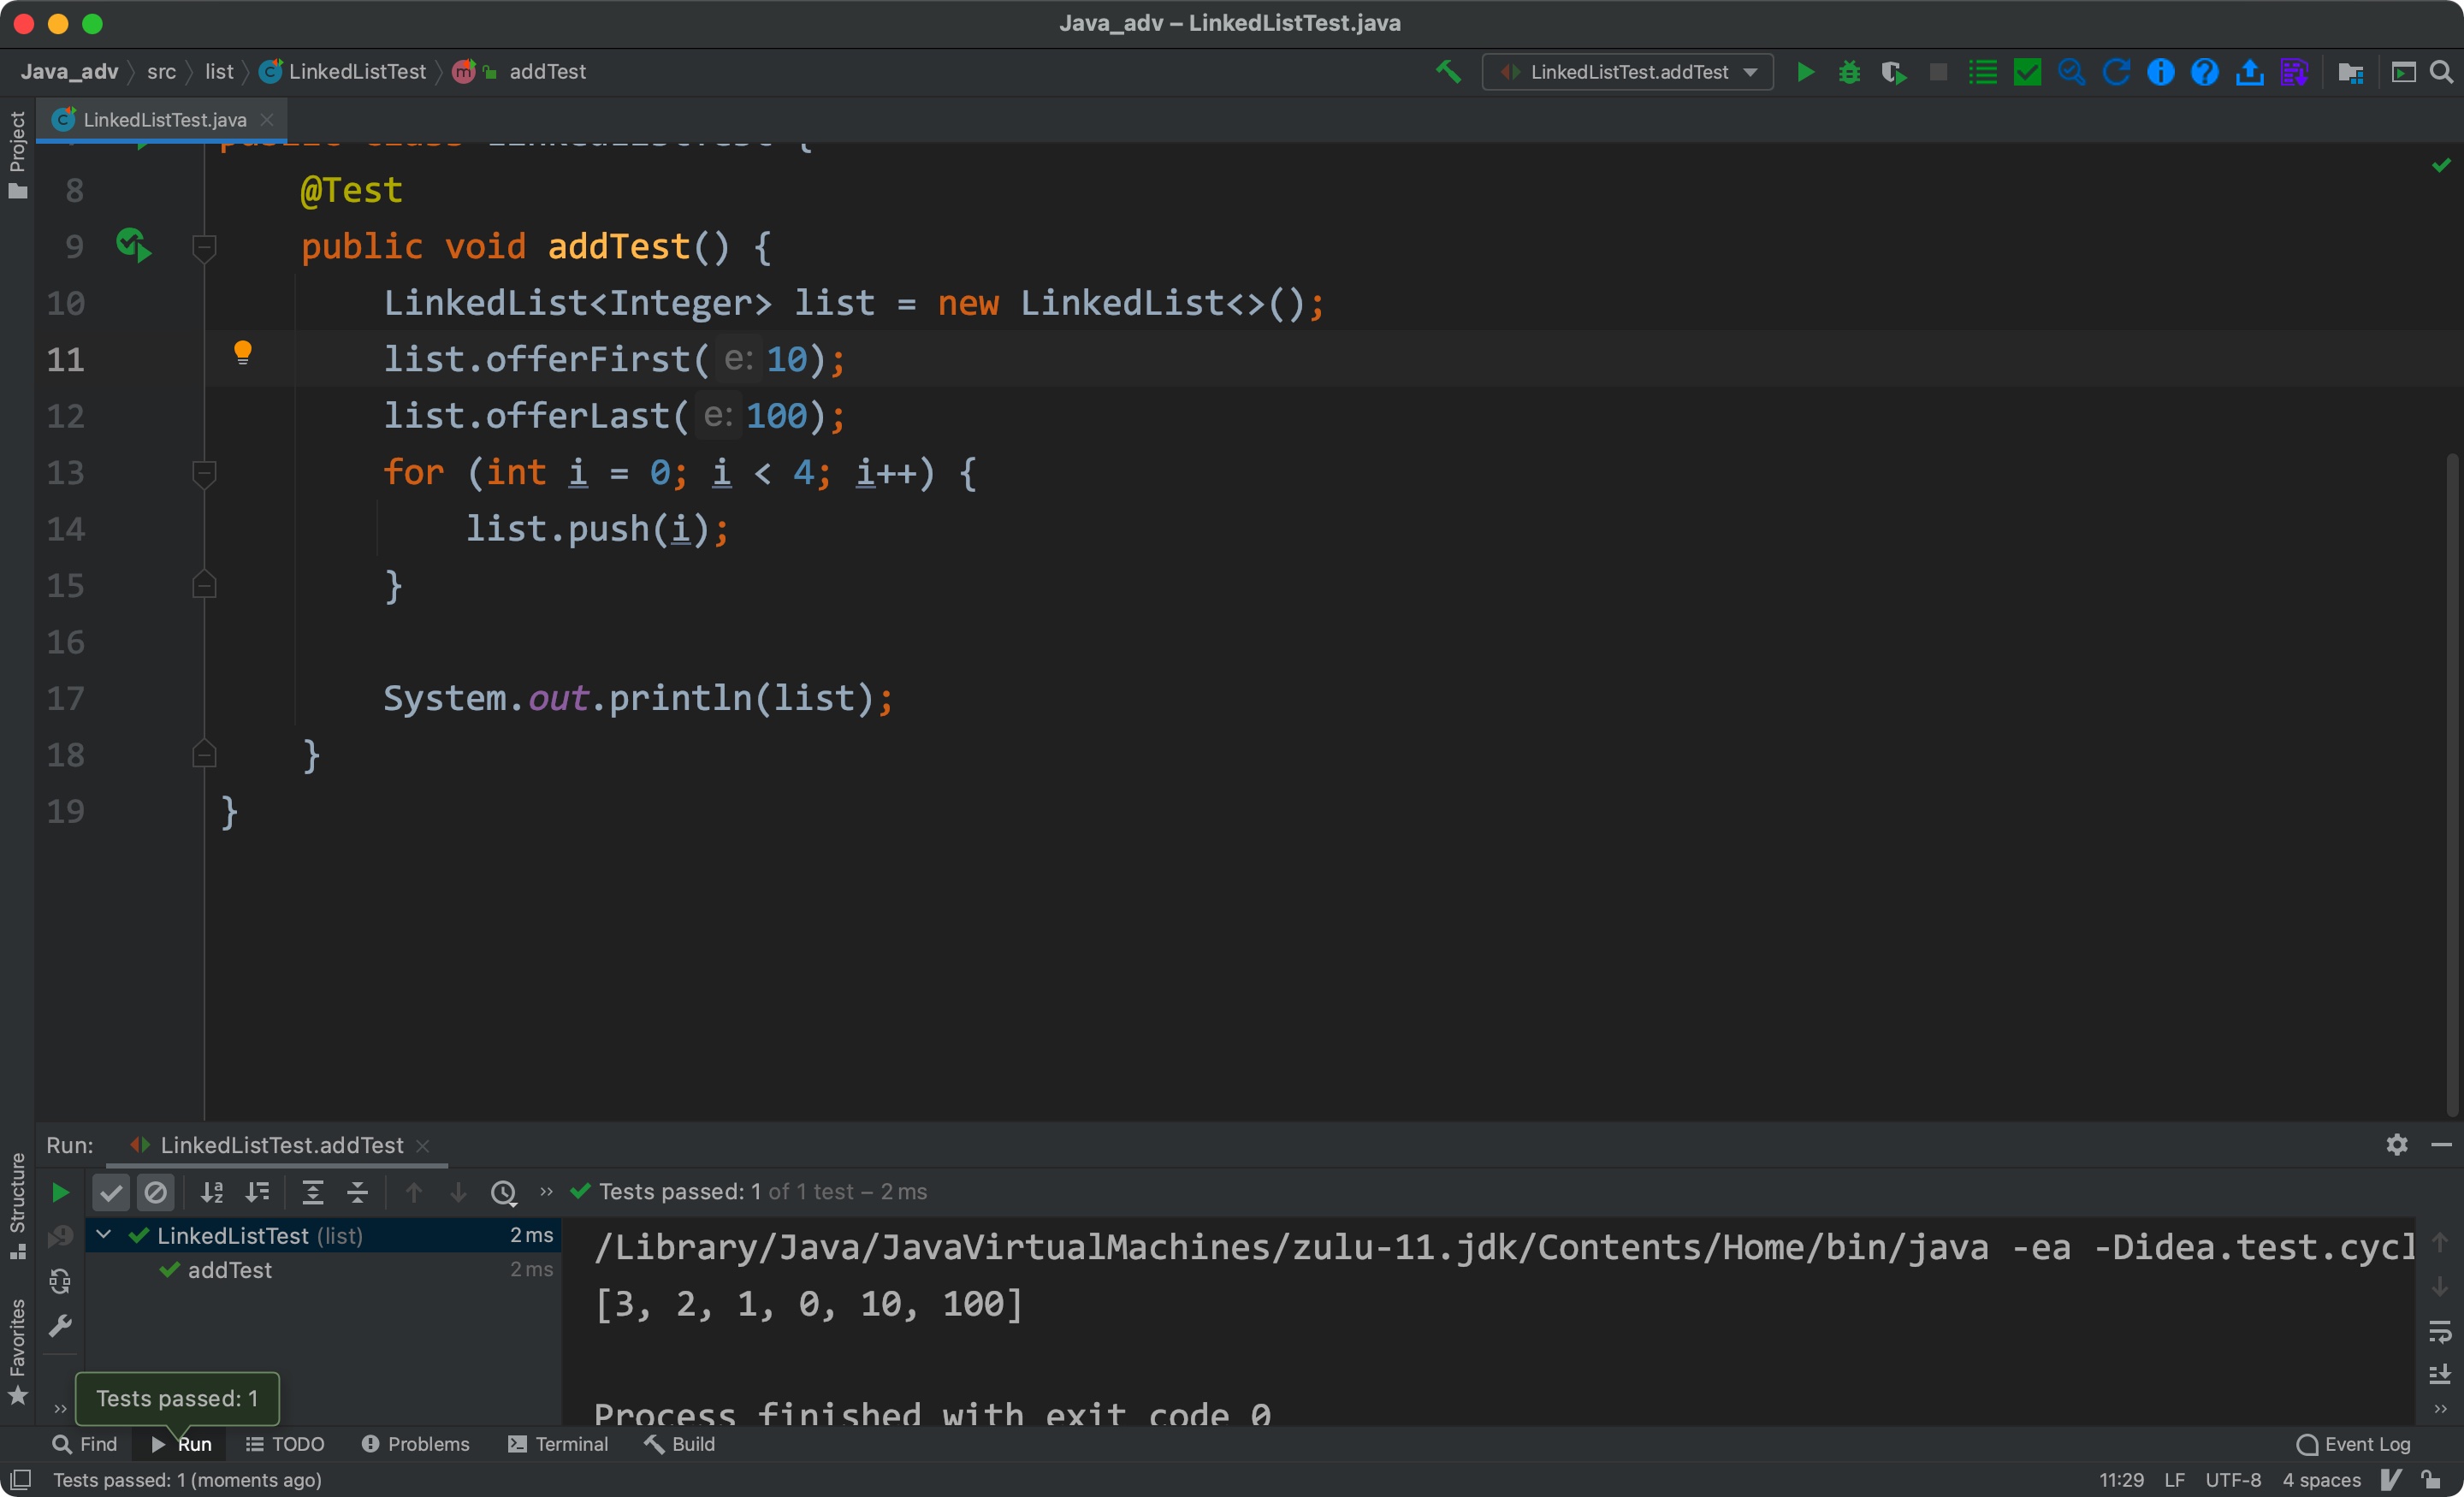 Java_adv – LinkedListTest.java
Java_adv src list LinkedListTest addTest
LinkedListTest.addTest
LinkedListTest.java
Project
public class LinkedListTest {
8 @Test
9 public void addTest() {
10 LinkedList<Integer> list = new LinkedList<>();
11 list.offerFirst( e: 10);
12 list.offerLast( e: 100);
13 for (int i = 0; i < 4; i++) {
14 list.push(i);
15 }
16
17 System.out.println(list);
18 }
19 }
Run: LinkedListTest.addTest
Structure
Favorites
Tests passed: 1 of 1 test – 2 ms
LinkedListTest (list) 2 ms
addTest 2 ms
/Library/Java/JavaVirtualMachines/zulu-11.jdk/Contents/Home/bin/java -ea -Didea.test.cycl
[3, 2, 1, 0, 10, 100]
Process finished with exit code 0
Tests passed: 1
Find Run TODO Problems Terminal Build Event Log
Tests passed: 1 (moments ago) 11:29 LF UTF-8 4 spaces